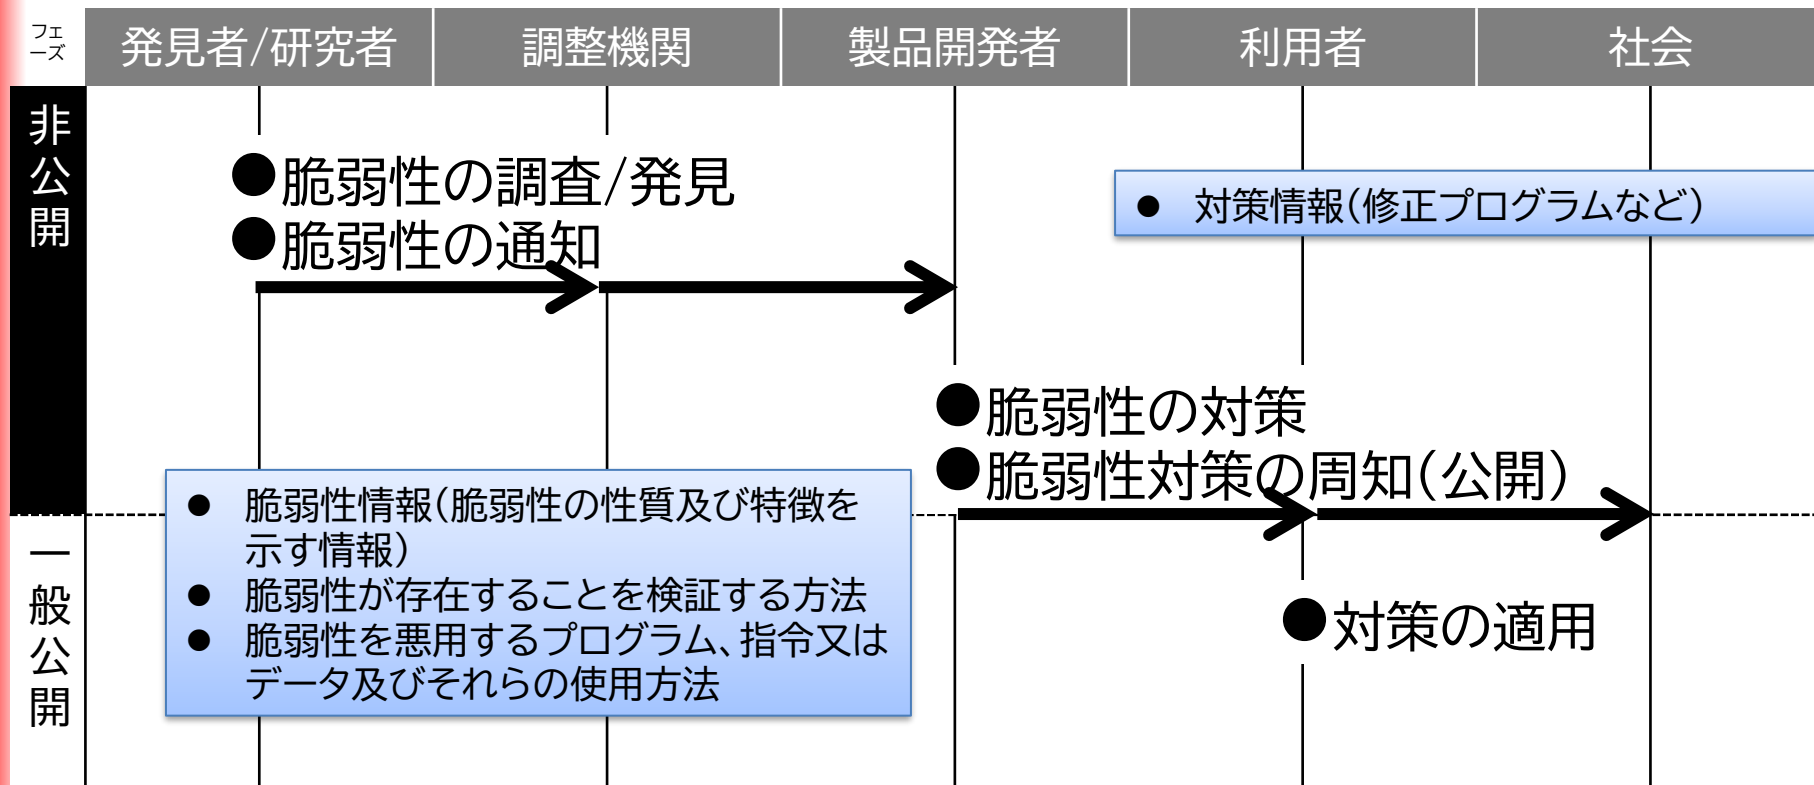 フェ
ーズ
発見者/研究者
調整機関
製品開発者
利用者
社会
非公開
●脆弱性の調査/発見
●脆弱性の通知
● 対策情報(修正プログラムなど)
●脆弱性の対策
●脆弱性対策の周知(公開)
● 脆弱性情報(脆弱性の性質及び特徴を
示す情報)
● 脆弱性が存在することを検証する方法
● 脆弱性を悪用するプログラム、指令又は
データ及びそれらの使用方法
一般公開
●対策の適用